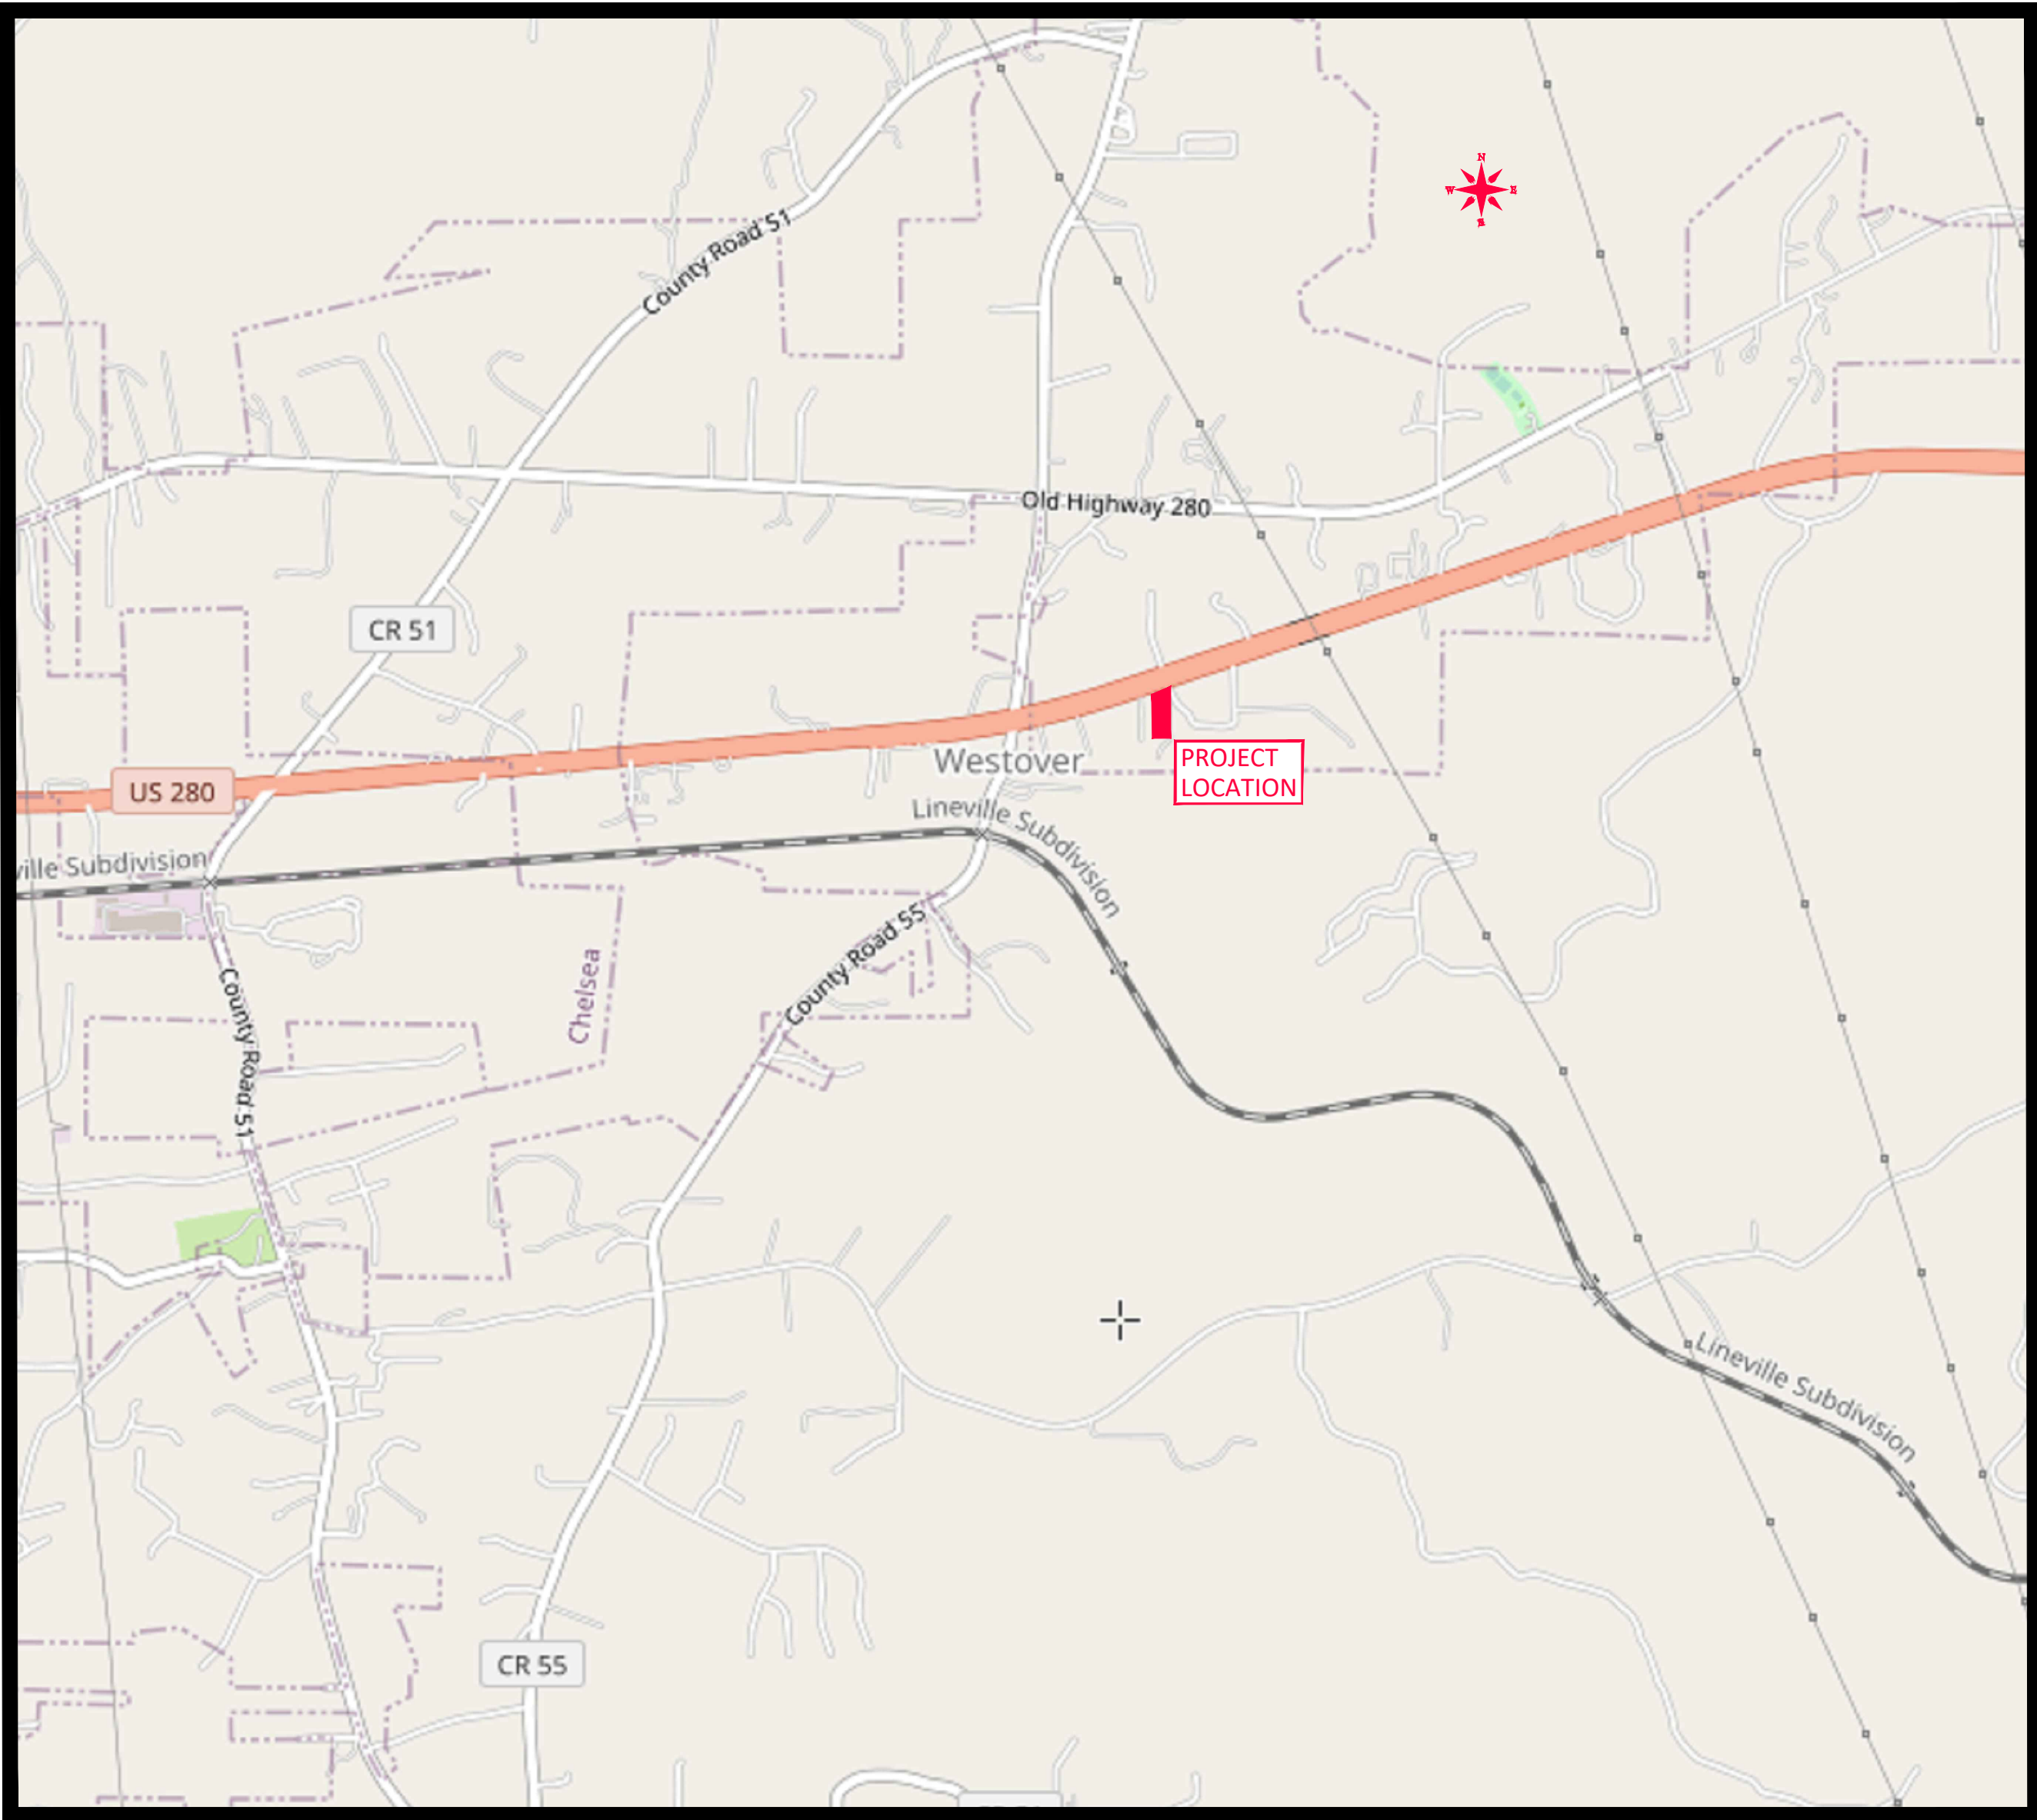 N
W E
S
County Road 51
Old Highway 280
CR 51
PROJECT
LOCATION
Westover
US 280
Lineville Subdivision
ville Subdivision
County Road 55
Chelsea
County Road 51
Lineville Subdivision
CR 55